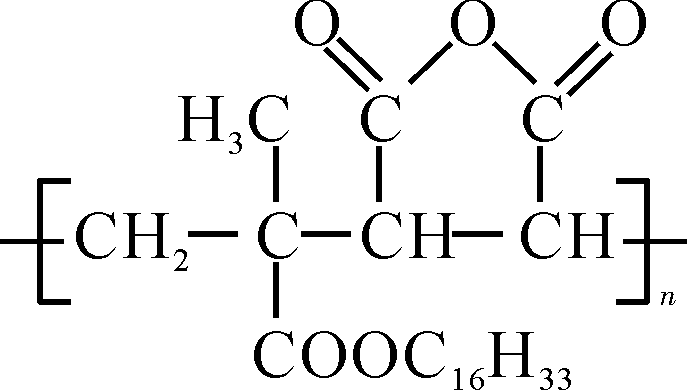 O O O
H₃C C C
CH₂ C CH CH
n
COOC₁₆H₃₃